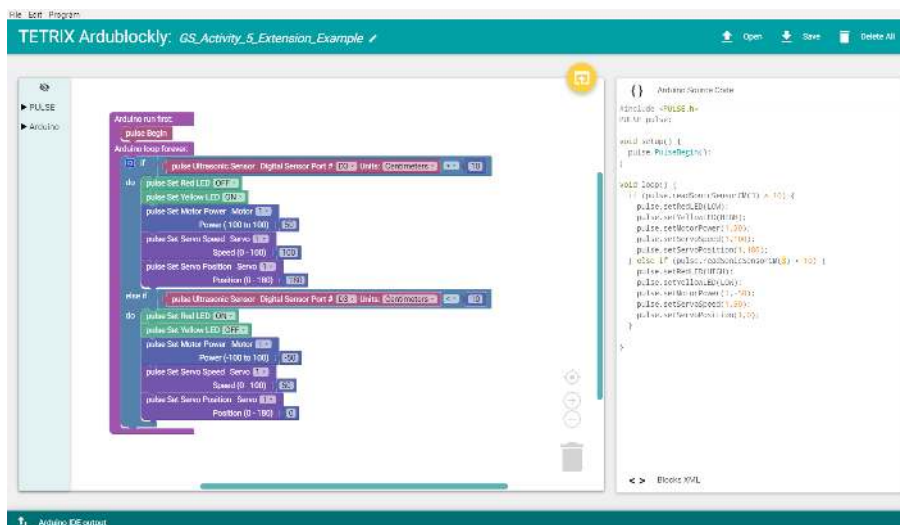 File Edit Program
TETRIX Ardublockly: GS_Activity_5_Extension_Example
Open Save Delete All
PULSE
Arduino
Arduino run first:
pulse Begin
Arduino loop forever:
if pulse Ultrasonic Sensor Digital Sensor Port # D3 Units: Centimeters 10
do pulse Set Red LED OFF
pulse Set Yellow LED ON
pulse Set Motor Power Motor 1
Power (-100 to 100) 50
pulse Set Servo Speed Servo 1
Speed (0 - 100) 100
pulse Set Servo Position Servo 1
Position (0 - 180)
else if pulse Ultrasonic Sensor Digital Sensor Port # D3 Units: Centimeters 10
do pulse Set Red LED ON
pulse Set Yellow LED OFF
pulse Set Motor Power Motor 1
Power (-100 to 100) -50
pulse Set Servo Speed Servo 1
Speed (0 - 100) 50
pulse Set Servo Position Servo 1
Position (0 - 180) 0
{ } Arduino Source Code
#include <PULSE.h>
PULSE pulse;
void setup() {
pulse.PulseBegin();
}
void loop() {
pulse.setRedLED(LOW);
pulse.setYellowLED(HIGH);
pulse.setMotorPower(1,50);
pulse.setServoSpeed(1,100);
pulse.setRedLED(HIGH);
pulse.setYellowLED(LOW);
pulse.setMotorPower(1,-50);
pulse.setServoSpeed(1,50);
pulse.setServoPosition(1,0);
}
}
< > Blocks XML
Arduino IDE output